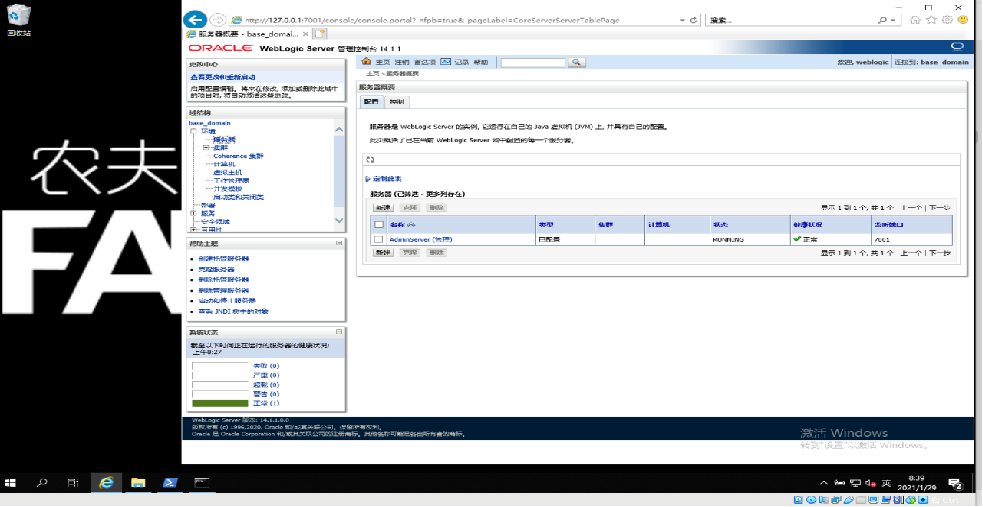 回收站
http://127.0.0.1:7001/console/console.portal?_nfpb=true&_pageLabel=CoreServerServerTablePage
搜索...
服务器概要 - base_domai...
ORACLE WebLogic Server 管理控制台 14.1.1
更改中心
查看更改和重新启动
启用配置编辑。将来在修改, 添加或删除此域中
的项目时, 将自动激活这些更改。
域结构
base_domain
环境
服务器
集群
Coherence 集群
计算机
虚拟主机
工作管理器
启动类和关闭类
部署
服务
安全领域
互用性
帮助主题
创建托管服务器
克隆服务器
删除托管服务器
启动和停止服务器
查看 JNDI 树中的对象
系统状态
截至以下时间正在运行的服务器的健康状况:
上午8:27
失败 (0)
严重 (0)
超载 (0)
警告 (0)
正常 (1)
主页 注销 首选项 记录 帮助
欢迎, weblogic 连接到: base_domain
主页 >服务器概要
服务器概要
配置 控制
服务器是 WebLogic Server 的实例, 它运行在自己的 Java 虚拟机 (JVM) 上, 并具有自己的配置。
此页概括了已在当前 WebLogic Server 域中配置的每个服务器。
定制此表
服务器 (已筛选 - 更多列存在)
新建 克隆 删除 显示 1 到 1 个, 共 1 个 上一个 | 下一步
名称 类型 集群 计算机 状态 健康状况 监听端口
AdminServer (管理) 已配置 RUNNING 正常 7001
新建 克隆 删除 显示 1 到 1 个, 共 1 个 上一个 | 下一步
WebLogic Server 版本: 14.1.1.0.0
版权所有 (c) 1996,2020, Oracle 和/或其关联公司。保留所有权利。
Oracle 是 Oracle Corporation 和/或其关联公司的注册商标。其他名称可能是各自所有者的商标。
农夫
FA
激活 Windows
转到"设置"以激活 Windows。
英
8:39
2021/1/29